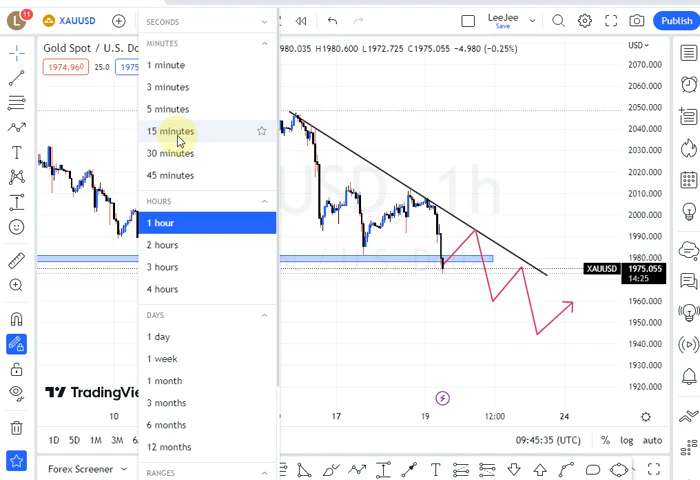 L 11 XAUUSD
LeeJee Publish
Gold Spot / U.S. Do
1980.035 H1980.600 L1972.725 C1975.055 -4.980 (-0.25%)
USD
1974.960 25.0 1975
SECONDS
MINUTES
1 minute
3 minutes
5 minutes
15 minutes
30 minutes
45 minutes
HOURS
1 hour
2 hours
3 hours
4 hours
DAYS
1 day
1 week
1 month
3 months
6 months
12 months
RANGES
USD, 1h
2070.000
2060.000
2050.000
2040.000
2030.000
2020.000
2010.000
2000.000
1990.000
1980.000
XAUUSD 1975.055
14:25
1960.000
1950.000
1940.000
1930.000
1920.000
TradingVie
10 17 19 12:00 24
1D 5D 1M 3M 09:45:35 (UTC) % log auto
Forex Screener